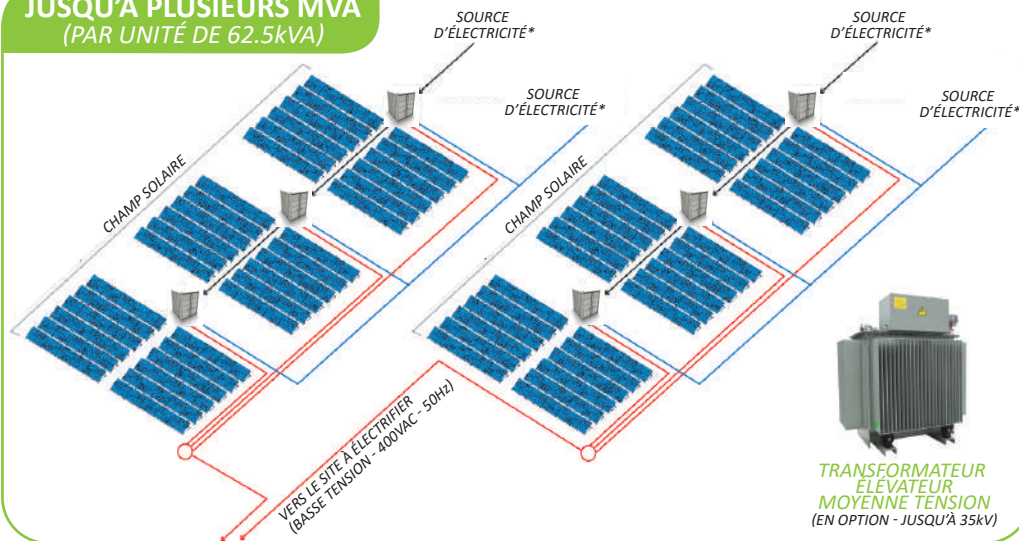 JUSQU'À PLUSIEURS MVA
(PAR UNITÉ DE 62.5kVA)
SOURCE
D'ÉLECTRICITÉ*
SOURCE
D'ÉLECTRICITÉ*
SOURCE
D'ÉLECTRICITÉ*
SOURCE
D'ÉLECTRICITÉ*
CHAMP SOLAIRE
CHAMP SOLAIRE
VERS LE SITE À ÉLECTRIFIER
(BASSE TENSION - 400VAC - 50Hz)
TRANSFORMATEUR
ÉLÉVATEUR
MOYENNE TENSION
(EN OPTION - JUSQU'À 35kV)